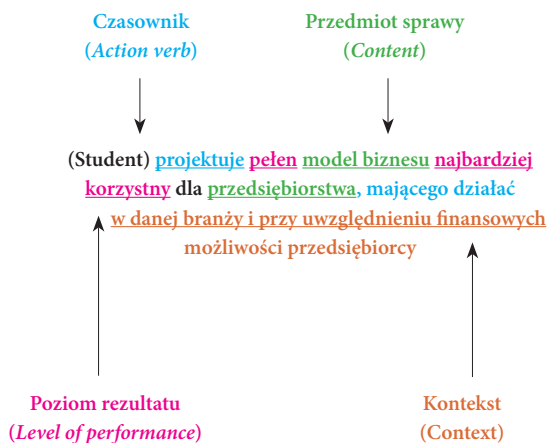 Czasownik
(Action verb)
Przedmiot sprawy
(Content)
(Student) projektuje pełen model biznesu najbardziej
korzystny dla przedsiębiorstwa, mającego działać
w danej branży i przy uwzględnieniu finansowych
możliwości przedsiębiorcy
Poziom rezultatu
(Level of performance)
Kontekst
(Context)